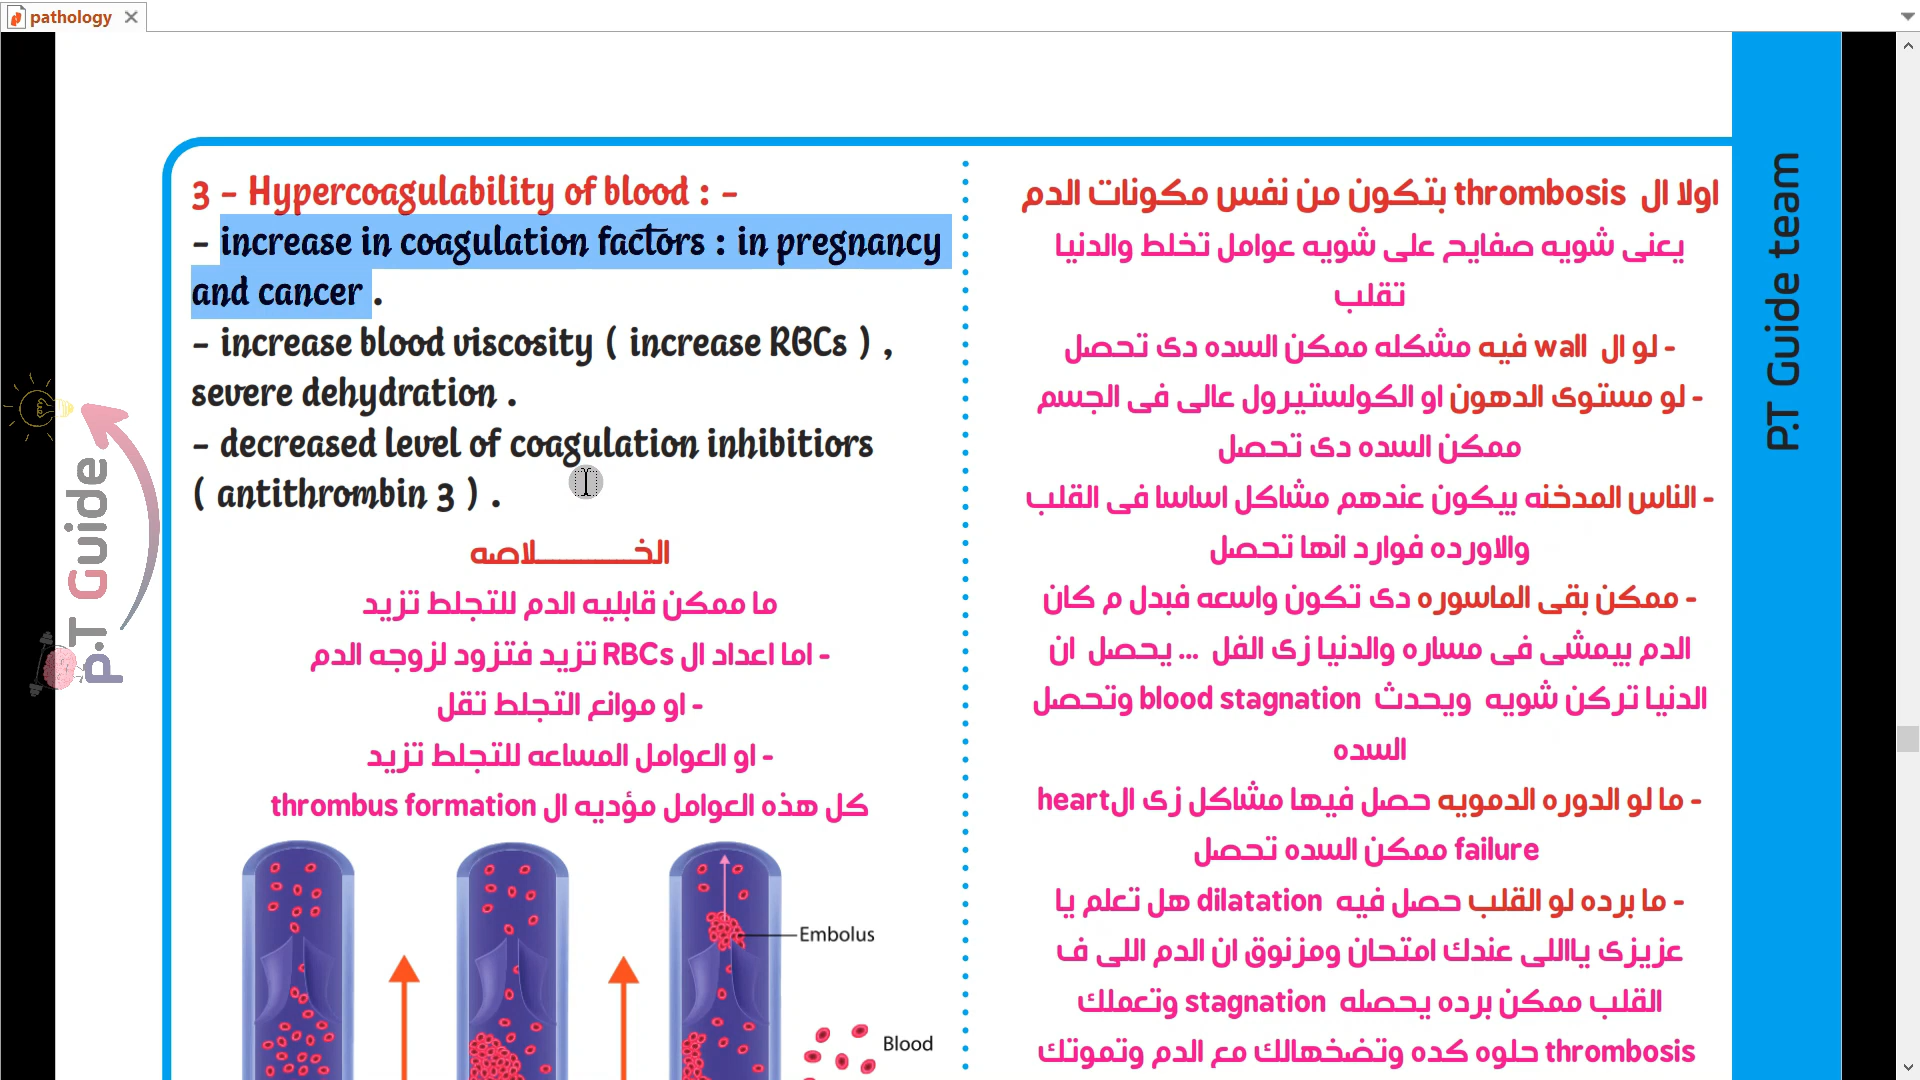 pathology
3 - Hypercoagulability of blood : -
- increase in coagulation factors : in pregnancy
and cancer .
- increase blood viscosity ( increase RBCs ) ,
severe dehydration .
- decreased level of coagulation inhibitiors
( antithrombin 3 ) .
الخــــــــــلاصه
ما ممكن قابليه الدم للتجلط تزيد
- اما اعداد ال RBCs تزيد فتزود لزوجه الدم
- او موانع التجلط تقل
- او العوامل المساعه للتجلط تزيد
كل هذه العوامل مؤديه ال thrombus formation
Embolus
Blood
اولا ال thrombosis بتكون من نفس مكونات الدم
يعنى شويه صفايح على شويه عوامل تخلط والدنيا
تقلب
- لو ال wall فيه مشكله ممكن السده دى تحصل
- لو مستوى الدهون او الكولستيرول عالى فى الجسم
ممكن السده دى تحصل
- الناس المدخنه بيكون عندهم مشاكل اساسا فى القلب
والاورده فوارد انها تحصل
- ممكن بقى الماسوره دى تكون واسعه فبدل م كان
الدم بيمشى فى مساره والدنيا زى الفل ... يحصل ان
الدنيا تركن شويه ويحدث blood stagnation وتحصل
السده
- ما لو الدوره الدمويه حصل فيها مشاكل زى الheart
failure ممكن السده تحصل
- ما برده لو القلب حصل فيه dilatation هل تعلم يا
عزيزى يااللى عندك امتحان ومزنوق ان الدم اللى ف
القلب ممكن برده يحصله stagnation وتعملك
thrombosis حلوه كده وتضخهالك مع الدم وتموتك
P.T Guide team
P.T Guide